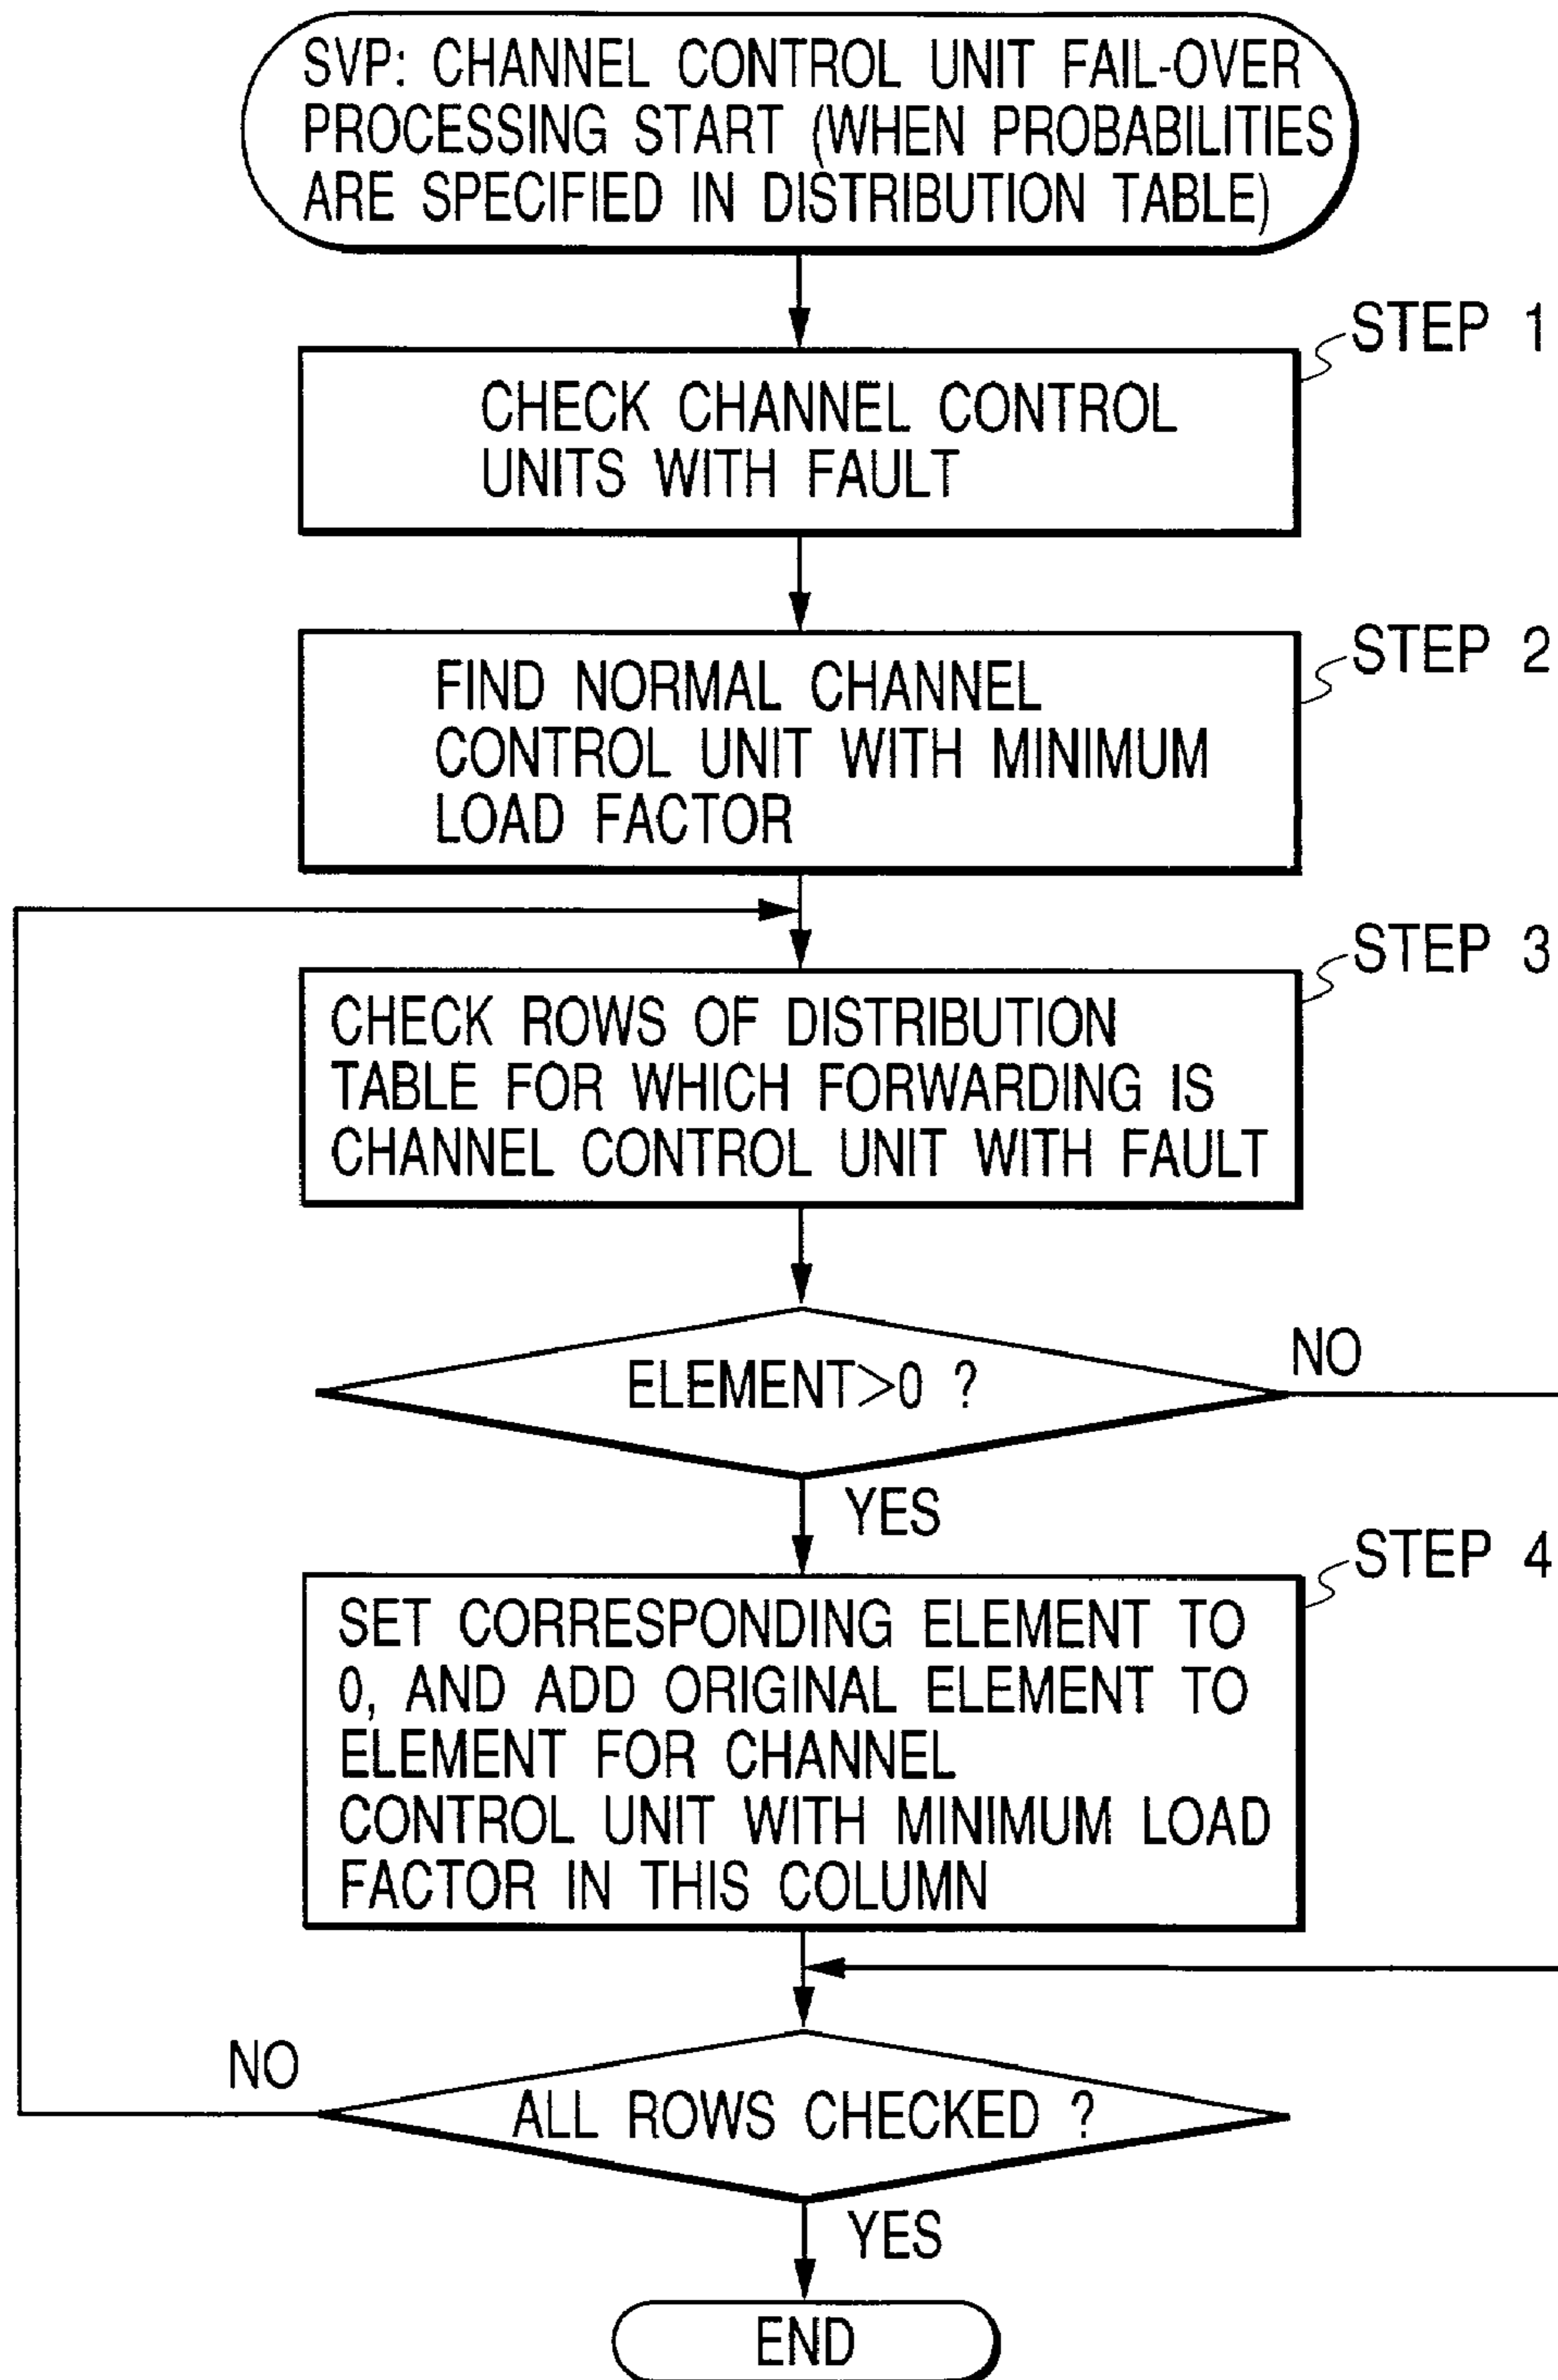 SVP: CHANNEL CONTROL UNIT FAIL-OVER
PROCESSING START (WHEN PROBABILITIES
ARE SPECIFIED IN DISTRIBUTION TABLE)
STEP 1
CHECK CHANNEL CONTROL
UNITS WITH FAULT
STEP 2
FIND NORMAL CHANNEL
CONTROL UNIT WITH MINIMUM
LOAD FACTOR
STEP 3
CHECK ROWS OF DISTRIBUTION
TABLE FOR WHICH FORWARDING IS
CHANNEL CONTROL UNIT WITH FAULT
NO
ELEMENT>0 ?
YES
STEP 4
SET CORRESPONDING ELEMENT TO
0, AND ADD ORIGINAL ELEMENT TO
ELEMENT FOR CHANNEL
CONTROL UNIT WITH MINIMUM LOAD
FACTOR IN THIS COLUMN
NO
ALL ROWS CHECKED ?
YES
END